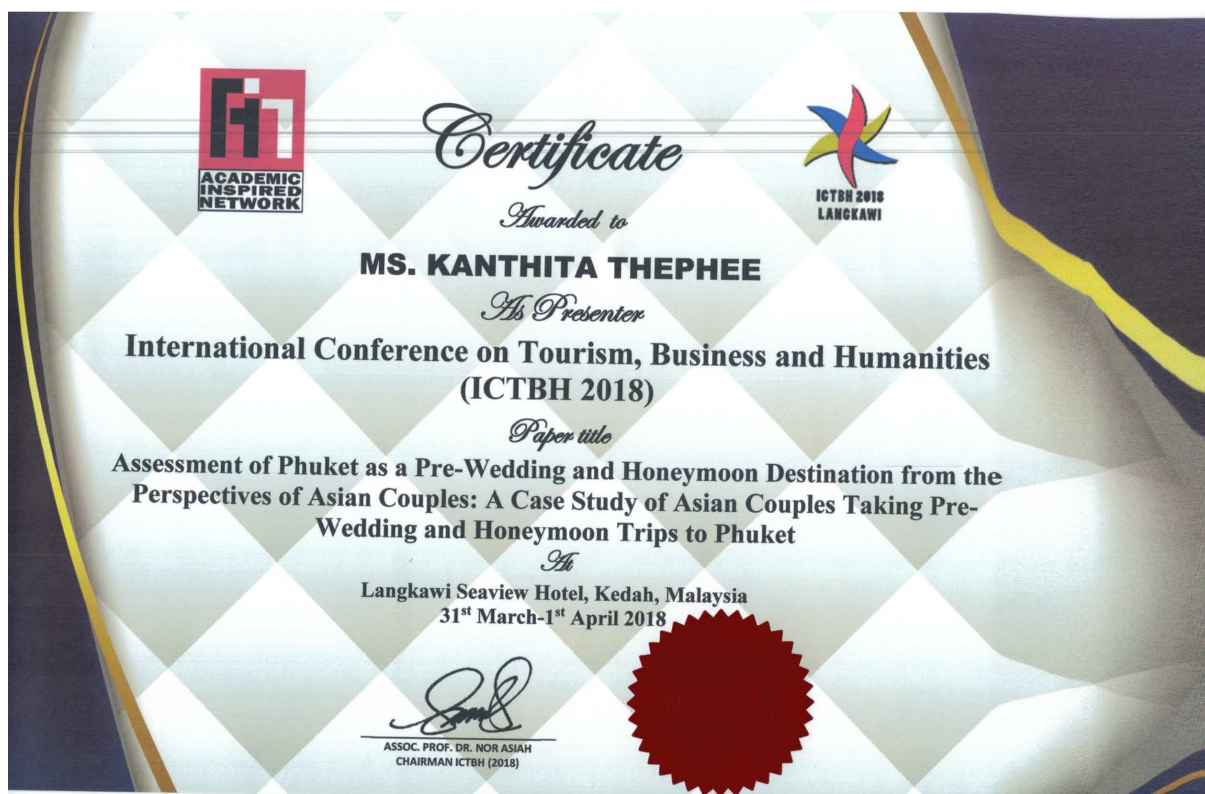 ACADEMIC
INSPIRED
NETWORK
Certificate
ICTBH 2018
LANGKAWI
Awarded to
MS. KANTHITA THEPHEE
As Presenter
International Conference on Tourism, Business and Humanities
(ICTBH 2018)
Paper title
Assessment of Phuket as a Pre-Wedding and Honeymoon Destination from the
Perspectives of Asian Couples: A Case Study of Asian Couples Taking Pre-
Wedding and Honeymoon Trips to Phuket
At
Langkawi Seaview Hotel, Kedah, Malaysia
31st March-1st April 2018
ASSOC. PROF. DR. NOR ASIAH
CHAIRMAN ICTBH (2018)